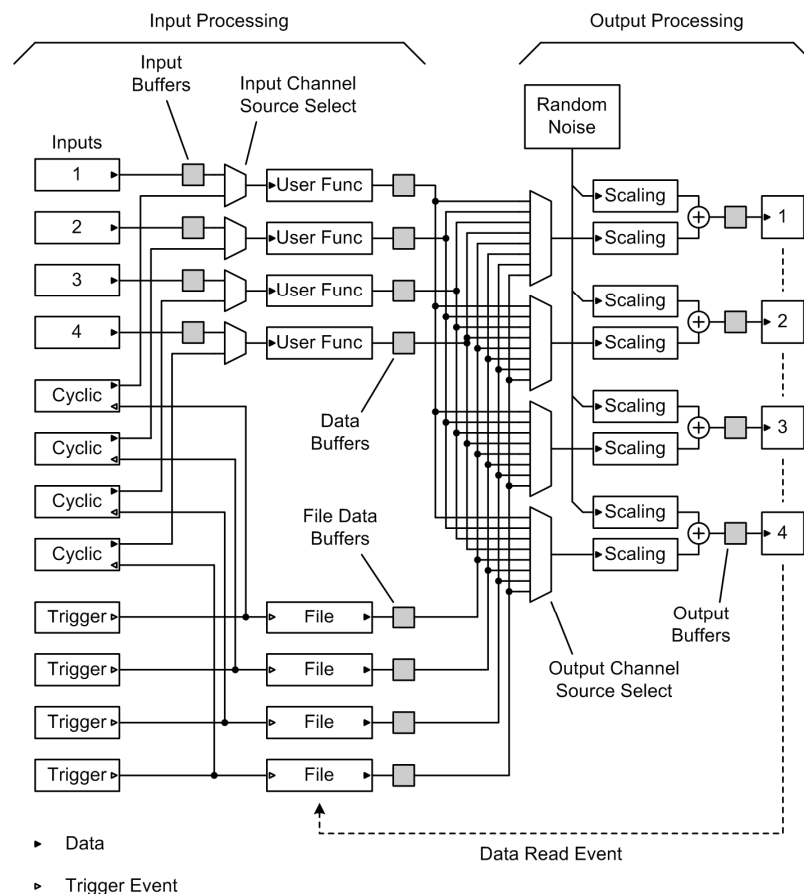 Input Processing
Output Processing
Input
Buffers
Input Channel
Source Select
Random
Noise
Inputs
1
User Func
Scaling
Scaling
1
2
User Func
3
User Func
Scaling
Scaling
2
4
User Func
Cyclic
Data
Buffers
Scaling
Scaling
3
Cyclic
Cyclic
File Data
Buffers
Scaling
Scaling
4
Cyclic
Trigger
File
Output
Buffers
Trigger
File
Output Channel
Source Select
Trigger
File
Trigger
File
Data
Data Read Event
Trigger Event